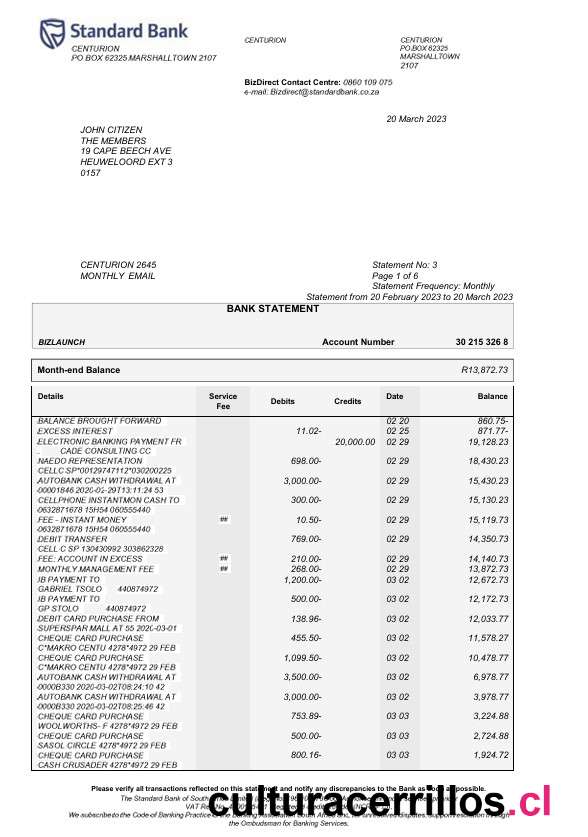 Standard Bank
CENTURION
PO BOX 62325 MARSHALLTOWN 2107
CENTURION
CENTURION
PO BOX 62325
MARSHALLTOWN
2107
BizDirect Contact Centre: 0860 109 075
e-mail: Bizdirect@standardbank.co.za
20 March 2023
JOHN CITIZEN
THE MEMBERS
19 CAPE BEECH AVE
HEUWELOORD EXT 3
0157
CENTURION 2645
MONTHLY EMAIL
Statement No: 3
Page 1 of 6
Statement Frequency: Monthly
Statement from 20 February 2023 to 20 March 2023
BANK STATEMENT
BIZLAUNCH Account Number 30 215 326 8
Month-end Balance R13,872.73
Details Service Fee Debits Credits Date Balance
BALANCE BROUGHT FORWARD 02 20 860.75-
EXCESS INTEREST 11.02- 02 25 871.77-
ELECTRONIC BANKING PAYMENT FR 20,000.00 02 29 19,128.23
. CADE CONSULTING CC
NAEDO REPRESENTATION 698.00- 02 29 18,430.23
CELLC SP*00129747112*030200225
AUTOBANK CASH WITHDRAWAL AT 3,000.00- 02 29 15,430.23
00001846 2020-02-29T13:11:24 53
CELLPHONE INSTANTMON CASH TO 300.00- 02 29 15,130.23
0632871678 15H54 060555440
FEE - INSTANT MONEY ## 10.50- 02 29 15,119.73
0632871678 15H54 060555440
DEBIT TRANSFER 769.00- 02 29 14,350.73
CELL C SP 130430992 303862328
FEE: ACCOUNT IN EXCESS ## 210.00- 02 29 14,140.73
MONTHLY MANAGEMENT FEE ## 268.00- 02 29 13,872.73
IB PAYMENT TO 1,200.00- 03 02 12,672.73
GABRIEL TSOLO 440874972
IB PAYMENT TO 500.00- 03 02 12,172.73
GP STOLO 440874972
DEBIT CARD PURCHASE FROM 138.96- 03 02 12,033.77
SUPERSPAR MALL AT 55 2020-03-01
CHEQUE CARD PURCHASE 455.50- 03 02 11,578.27
C*MAKRO CENTU 4278*4972 29 FEB
CHEQUE CARD PURCHASE 1,099.50- 03 02 10,478.77
C*MAKRO CENTU 4278*4972 29 FEB
AUTOBANK CASH WITHDRAWAL AT 3,500.00- 03 02 6,978.77
0000B330 2020-03-02T08:24:10 42
AUTOBANK CASH WITHDRAWAL AT 3,000.00- 03 02 3,978.77
0000B330 2020-03-02T08:25:46 42
CHEQUE CARD PURCHASE 753.89- 03 03 3,224.88
WOOLWORTHS- F 4278*4972 29 FEB
CHEQUE CARD PURCHASE 500.00- 03 03 2,724.88
SASOL CIRCLE 4278*4972 29 FEB
CHEQUE CARD PURCHASE 800.16- 03 03 1,924.72
CASH CRUSADER 4278*4972 29 FEB
Please verify all transactions reflected on this statement and notify any discrepancies to the Bank as soon as possible.
The Standard Bank of South
We subscribe to the Code of Banking Practice
the Ombudsman for Banking Services.
culturacerrillos.cl